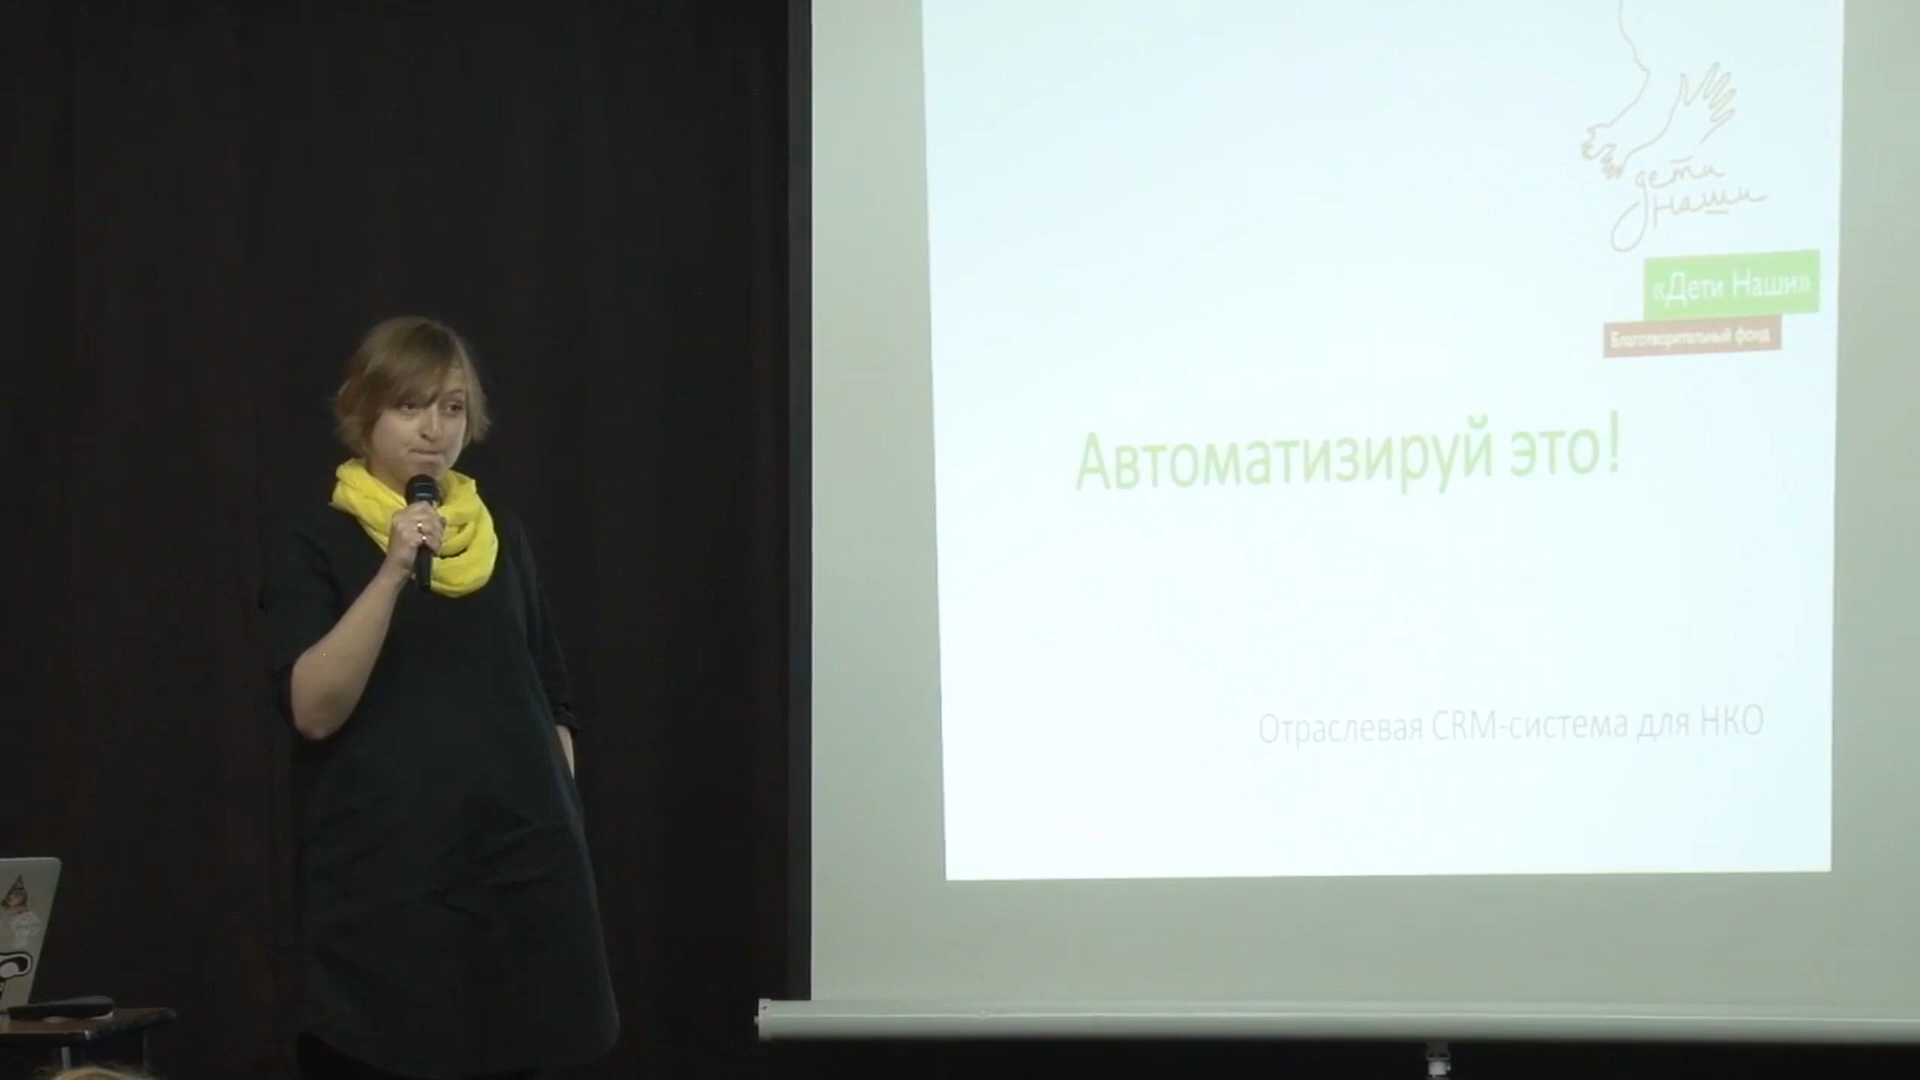 дети
наши
«Дети Наши»
Благотворительный фонд
Автоматизируй это!
Отраслевая CRM-система для НКО